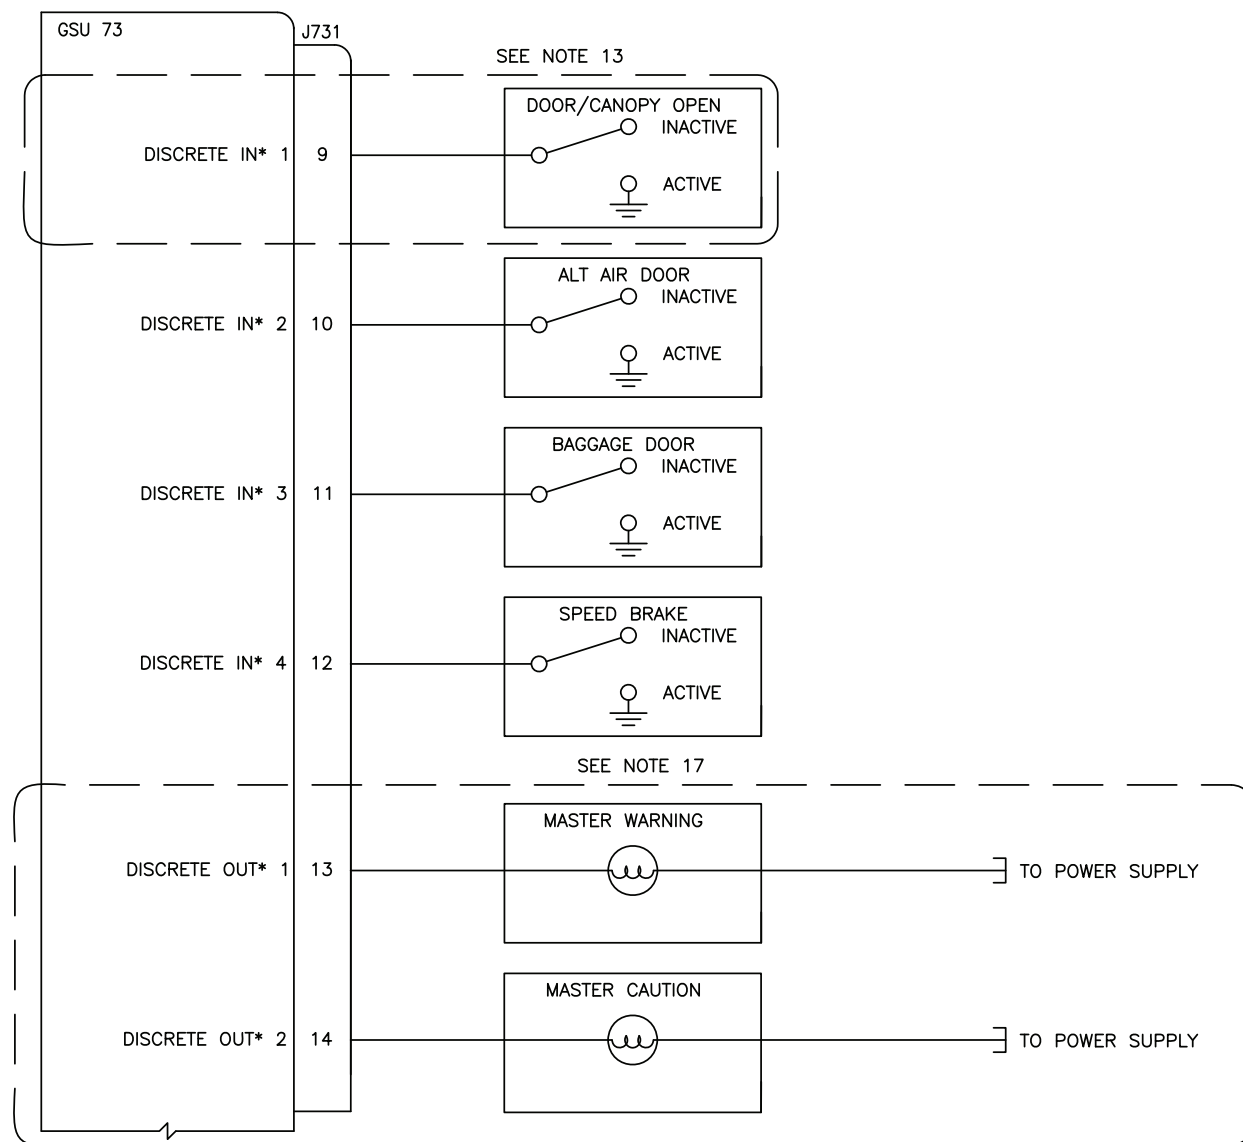 GSU 73
J731
SEE NOTE 13
DOOR/CANOPY OPEN
INACTIVE
DISCRETE IN* 1 9
ACTIVE
ALT AIR DOOR
INACTIVE
DISCRETE IN* 2 10
ACTIVE
BAGGAGE DOOR
INACTIVE
DISCRETE IN* 3 11
ACTIVE
SPEED BRAKE
INACTIVE
DISCRETE IN* 4 12
ACTIVE
SEE NOTE 17
MASTER WARNING
DISCRETE OUT* 1 13 TO POWER SUPPLY
MASTER CAUTION
DISCRETE OUT* 2 14 TO POWER SUPPLY